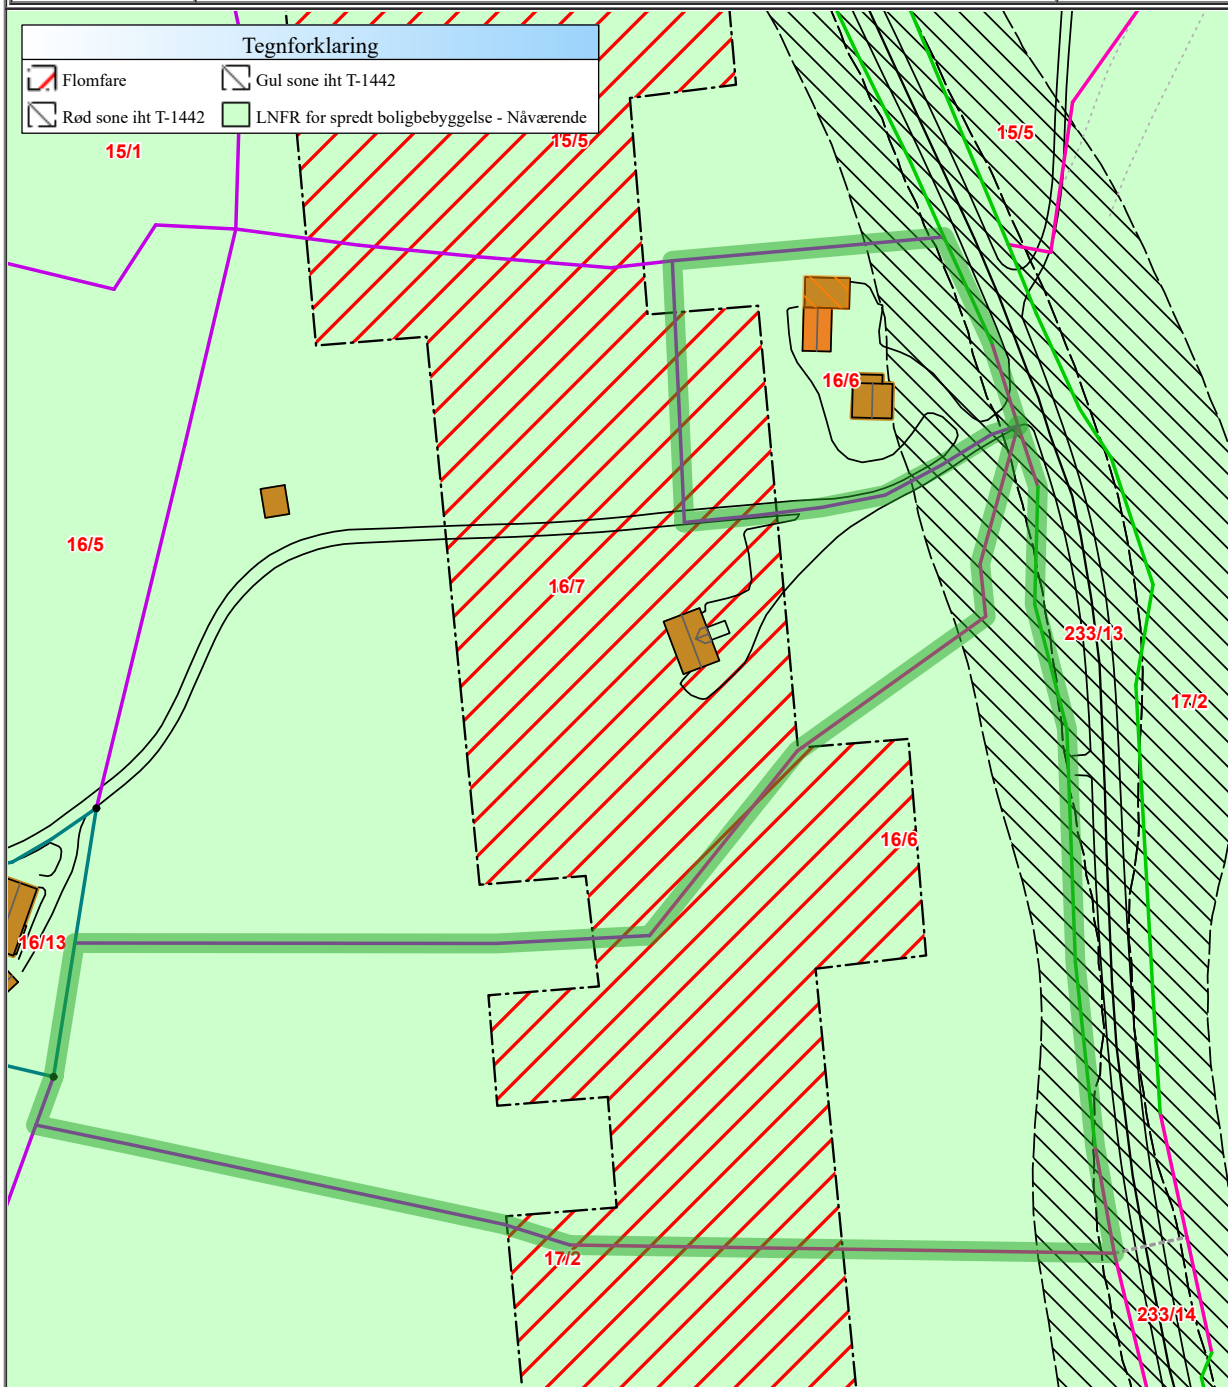 Tegnforklaring
Flomfare
Gul sone iht T-1442
Rød sone iht T-1442
LNFR for spredt boligbebyggelse - Nåværende
15/1
15/5
15/5
16/6
16/5
16/7
233/13
17/2
16/6
16/13
17/2
233/14